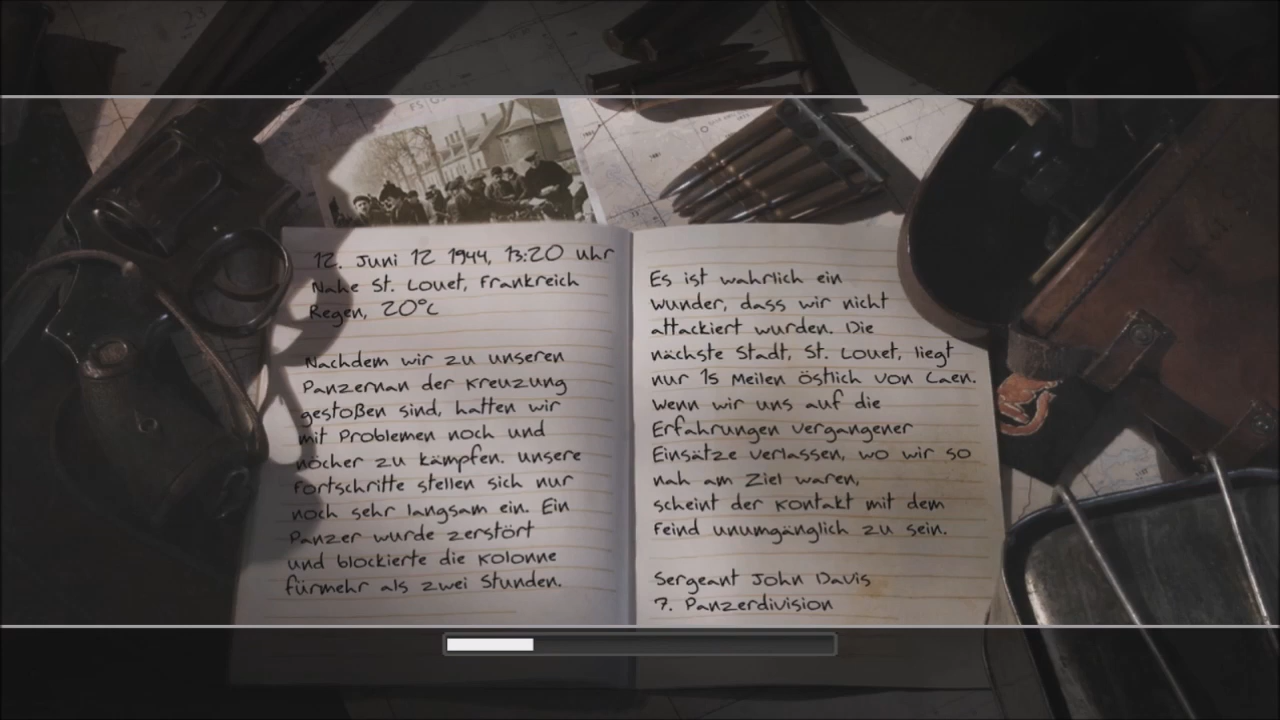 12. Juni 12 1944, 13:20 uhr
Nahe St. Louet, Frankreich
Regen, 20°C
Nachdem wir zu unseren
Panzernan der Kreuzung
gestoßen sind, hatten wir
mit Problemen noch und
nöcher zu kämpfen. unsere
Fortschritte stellen sich nur
noch sehr langsam ein. Ein
Panzer wurde zerstört
und blockierte die Kolonne
fürmehr als zwei Stunden.
Es ist wahrlich ein
wunder, dass wir nicht
attackiert wurden. Die
nächste Stadt, St. Louet, liegt
nur 15 Meilen östlich von Caen.
wenn wir uns auf die
Erfahrungen vergangener
Einsätze verlassen, wo wir so
nah am Ziel waren,
scheint der Kontakt mit dem
Feind unumgänglich zu sein.
Sergeant John Davis
7. Panzerdivision